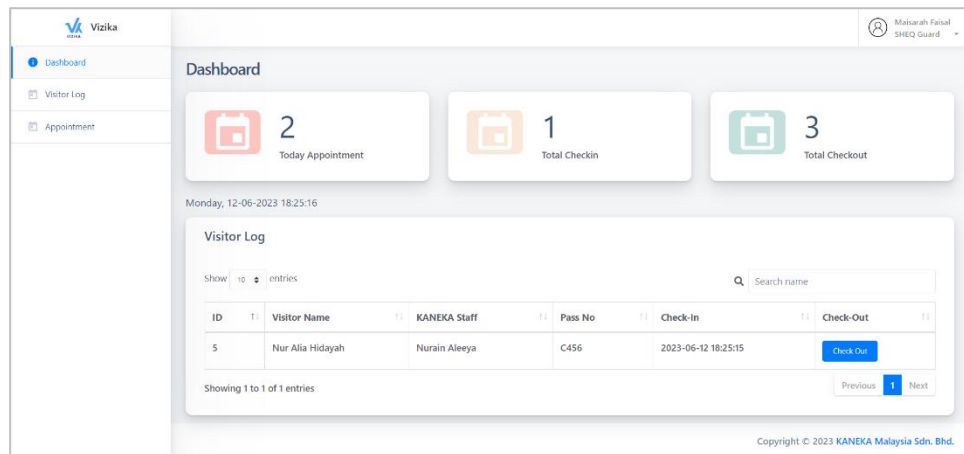 VIZIKA
Vizika
Maisarah Faisal
SHEQ Guard
Dashboard
Visitor Log
Appointment
Dashboard
2
Today Appointment
1
Total Checkin
3
Total Checkout
Monday, 12-06-2023 18:25:16
Visitor Log
Show 10 entries
Search name
ID Visitor Name KANEKA Staff Pass No Check-In Check-Out
5 Nur Alia Hidayah Nurain Aleeya C456 2023-06-12 18:25:15 Check Out
Showing 1 to 1 of 1 entries
Previous 1 Next
Copyright © 2023 KANEKA Malaysia Sdn. Bhd.